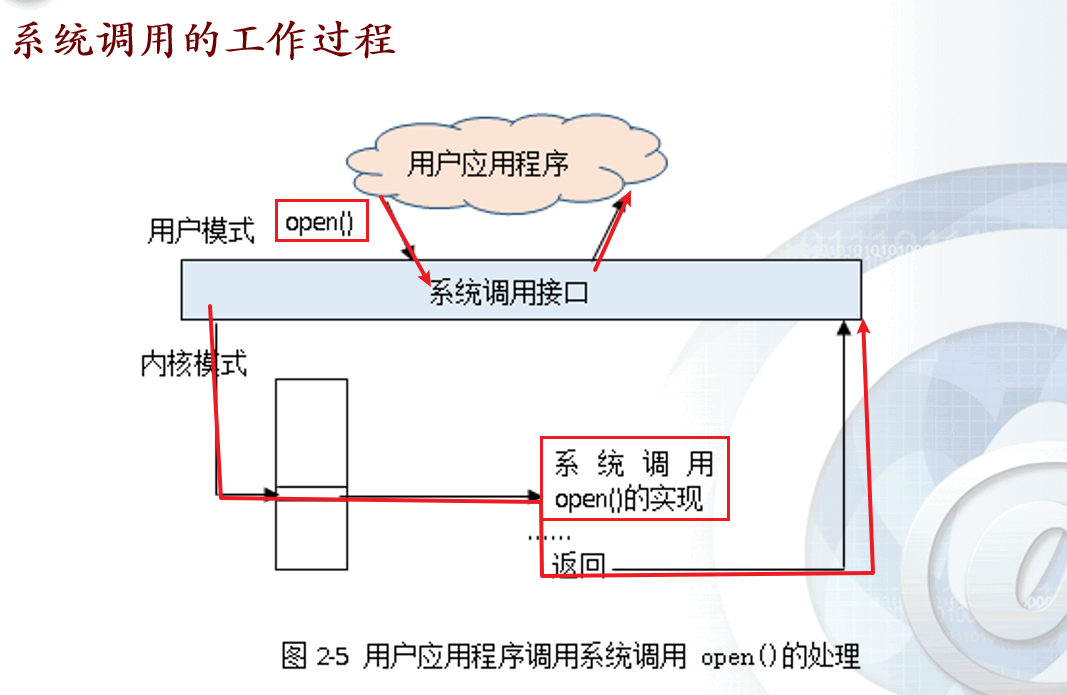 系统调用的工作过程
用户应用程序
用户模式
open()
系统调用接口
内核模式
系统调用
open()的实现
……
返回
图 2-5 用户应用程序调用系统调用 open()的处理